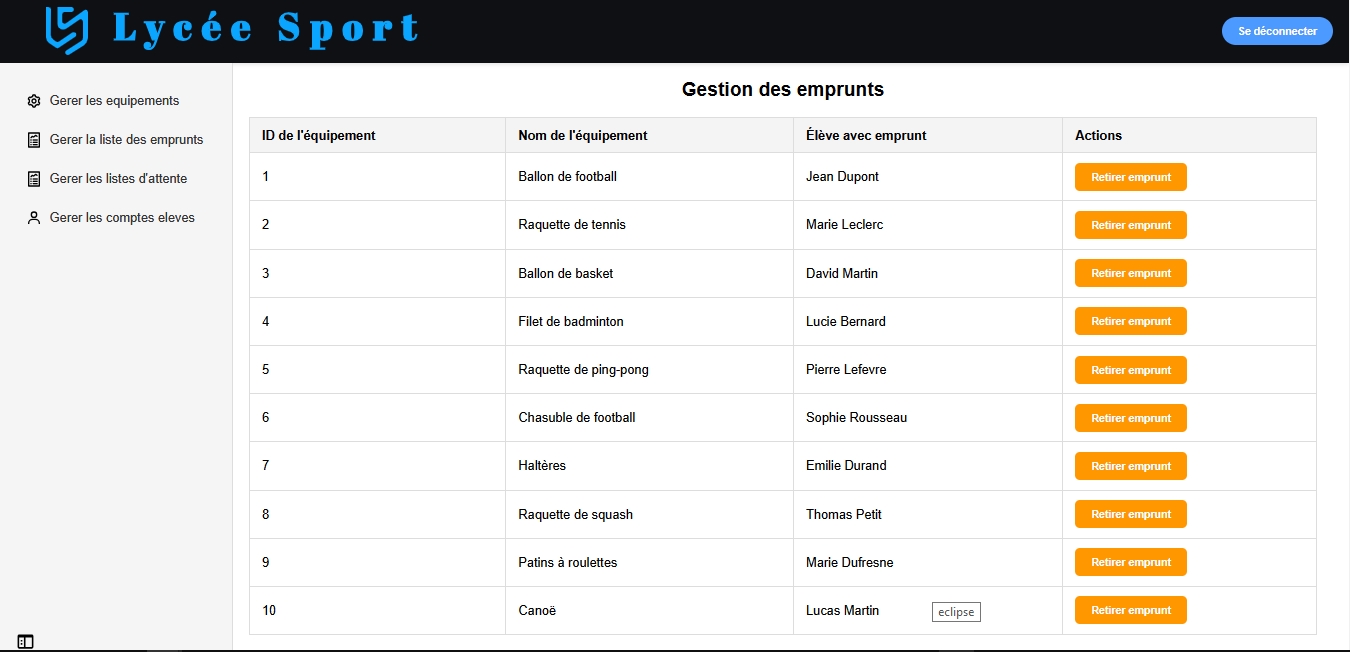 Lycée Sport
Se déconnecter
Gerer les equipements
Gerer la liste des emprunts
Gerer les listes d'attente
Gerer les comptes eleves
Gestion des emprunts
ID de l'équipement Nom de l'équipement Élève avec emprunt Actions
1 Ballon de football Jean Dupont Retirer emprunt
2 Raquette de tennis Marie Leclerc Retirer emprunt
3 Ballon de basket David Martin Retirer emprunt
4 Filet de badminton Lucie Bernard Retirer emprunt
5 Raquette de ping-pong Pierre Lefevre Retirer emprunt
6 Chasuble de football Sophie Rousseau Retirer emprunt
7 Haltères Emilie Durand Retirer emprunt
8 Raquette de squash Thomas Petit Retirer emprunt
9 Patins à roulettes Marie Dufresne Retirer emprunt
10 Canoë Lucas Martin eclipse Retirer emprunt